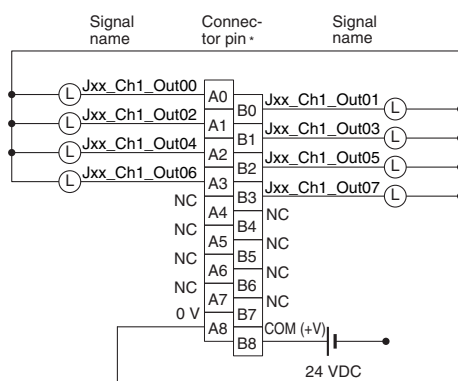 Signal name
Connec-tor pin *
Signal name
L Jxx_Ch1_Out00 A0
B0 Jxx_Ch1_Out01 L
L Jxx_Ch1_Out02 A1
B1 Jxx_Ch1_Out03 L
L Jxx_Ch1_Out04 A2
B2 Jxx_Ch1_Out05 L
L Jxx_Ch1_Out06 A3
B3 Jxx_Ch1_Out07 L
NC A4
B4 NC
NC A5
B5 NC
NC A6
B6 NC
NC A7
B7 NC
0 V A8
B8 COM (+V)
24 VDC